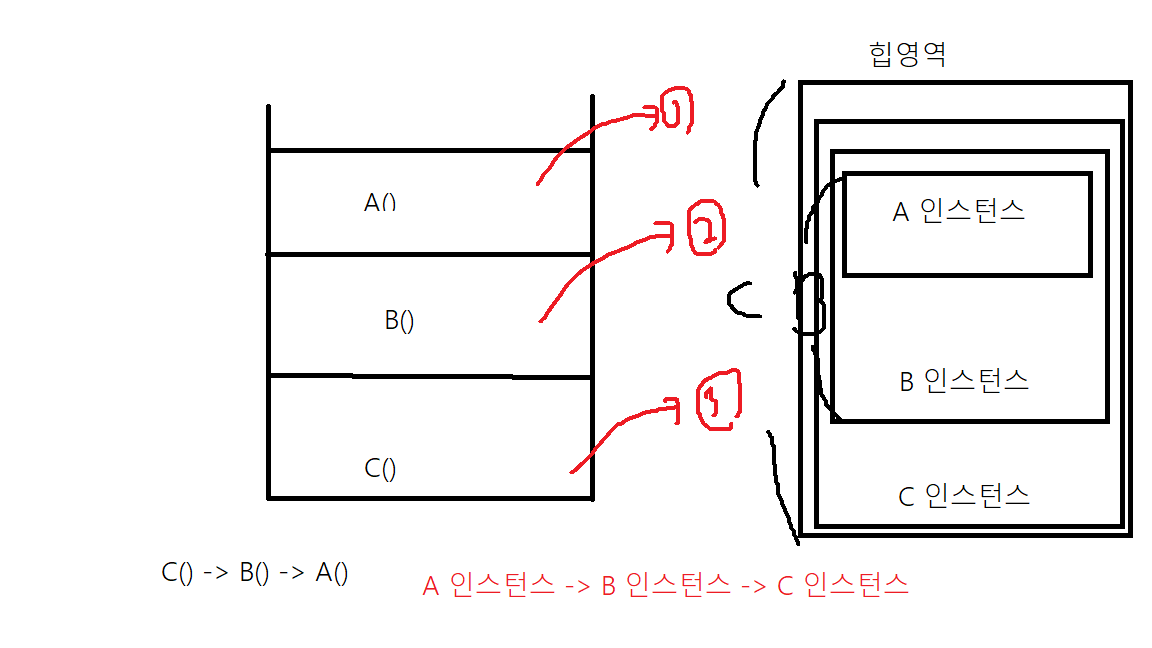 힙영역
A()
B()
C()
1
2
3
C
B
A 인스턴스
B 인스턴스
C 인스턴스
C() -> B() -> A()
A 인스턴스 -> B 인스턴스 -> C 인스턴스